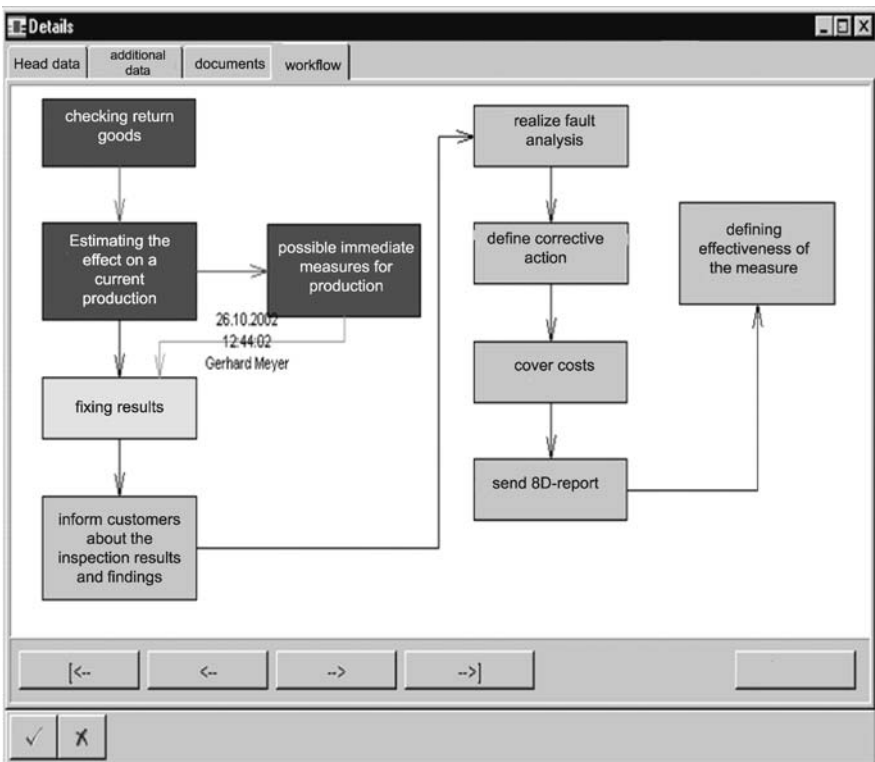 Details
Head data
additional
data
documents
workflow
checking return
goods
Estimating the
effect on a
current
production
possible immediate
measures for
production
26.10.2002
12:44:02
Gerhard Meyer
fixing results
inform customers
about the
inspection results
and findings
realize fault
analysis
define corrective
action
cover costs
send 8D-report
defining
effectiveness of
the measure
[<--
<--
-->
-->]